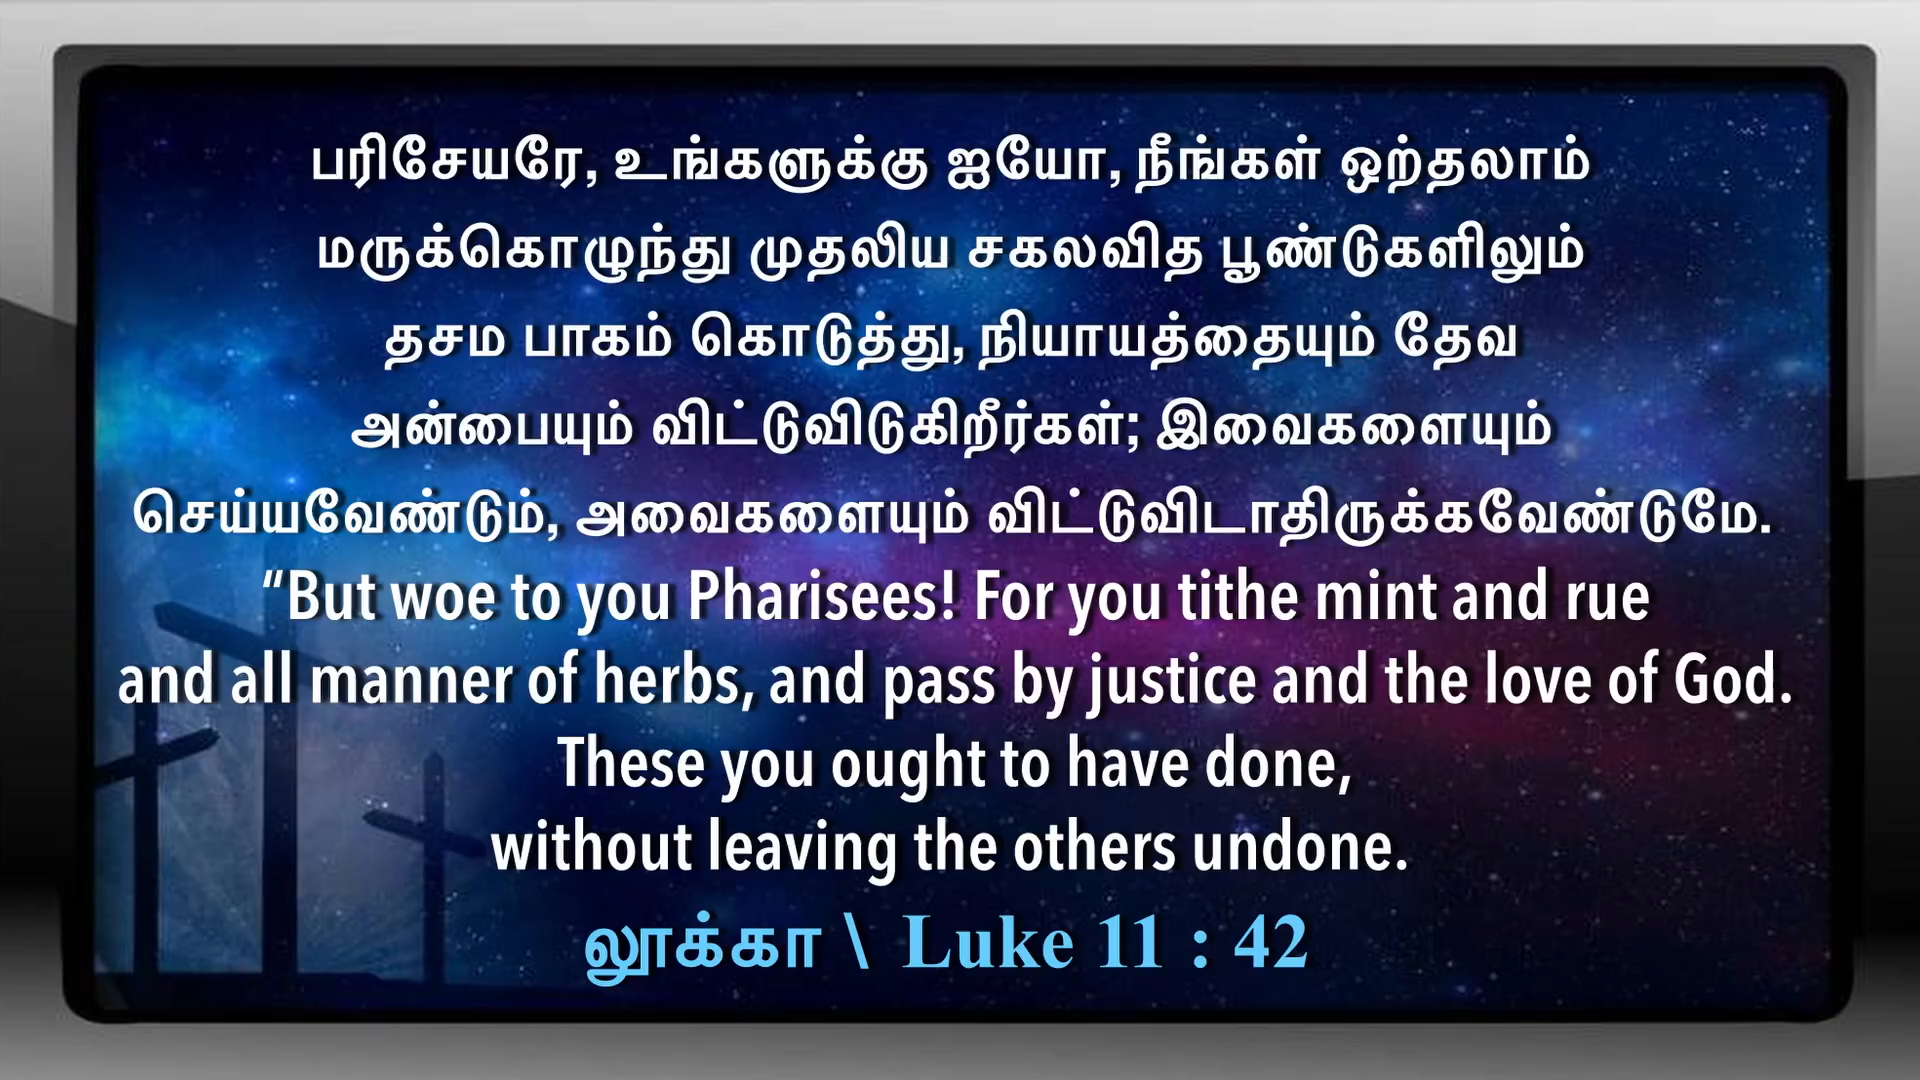 பரிசேயரே, உங்களுக்கு ஐயோ, நீங்கள் ஒற்தலாம்
மருக்கொழுந்து முதலிய சகலவித பூண்டுகளிலும்
தசம பாகம் கொடுத்து, நியாயத்தையும் தேவ
அன்பையும் விட்டுவிடுகிறீர்கள்; இவைகளையும்
செய்யவேண்டும், அவைகளையும் விட்டுவிடாதிருக்கவேண்டுமே.
“But woe to you Pharisees! For you tithe mint and rue
and all manner of herbs, and pass by justice and the love of God.
These you ought to have done,
without leaving the others undone.
லூக்கா \ Luke 11 : 42